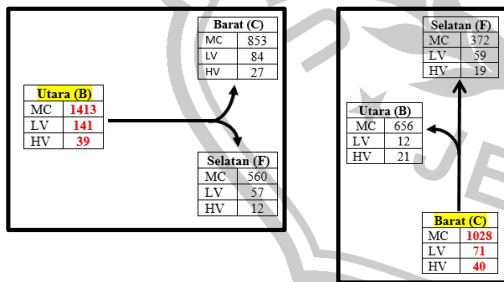 Barat (C)
MC 853
LV 84
HV 27
Utara (B)
MC 1413
LV 141
HV 39
Selatan (F)
MC 560
LV 57
HV 12
Selatan (F)
MC 372
LV 59
HV 19
Utara (B)
MC 656
LV 12
HV 21
Barat (C)
MC 1028
LV 71
HV 40
JE